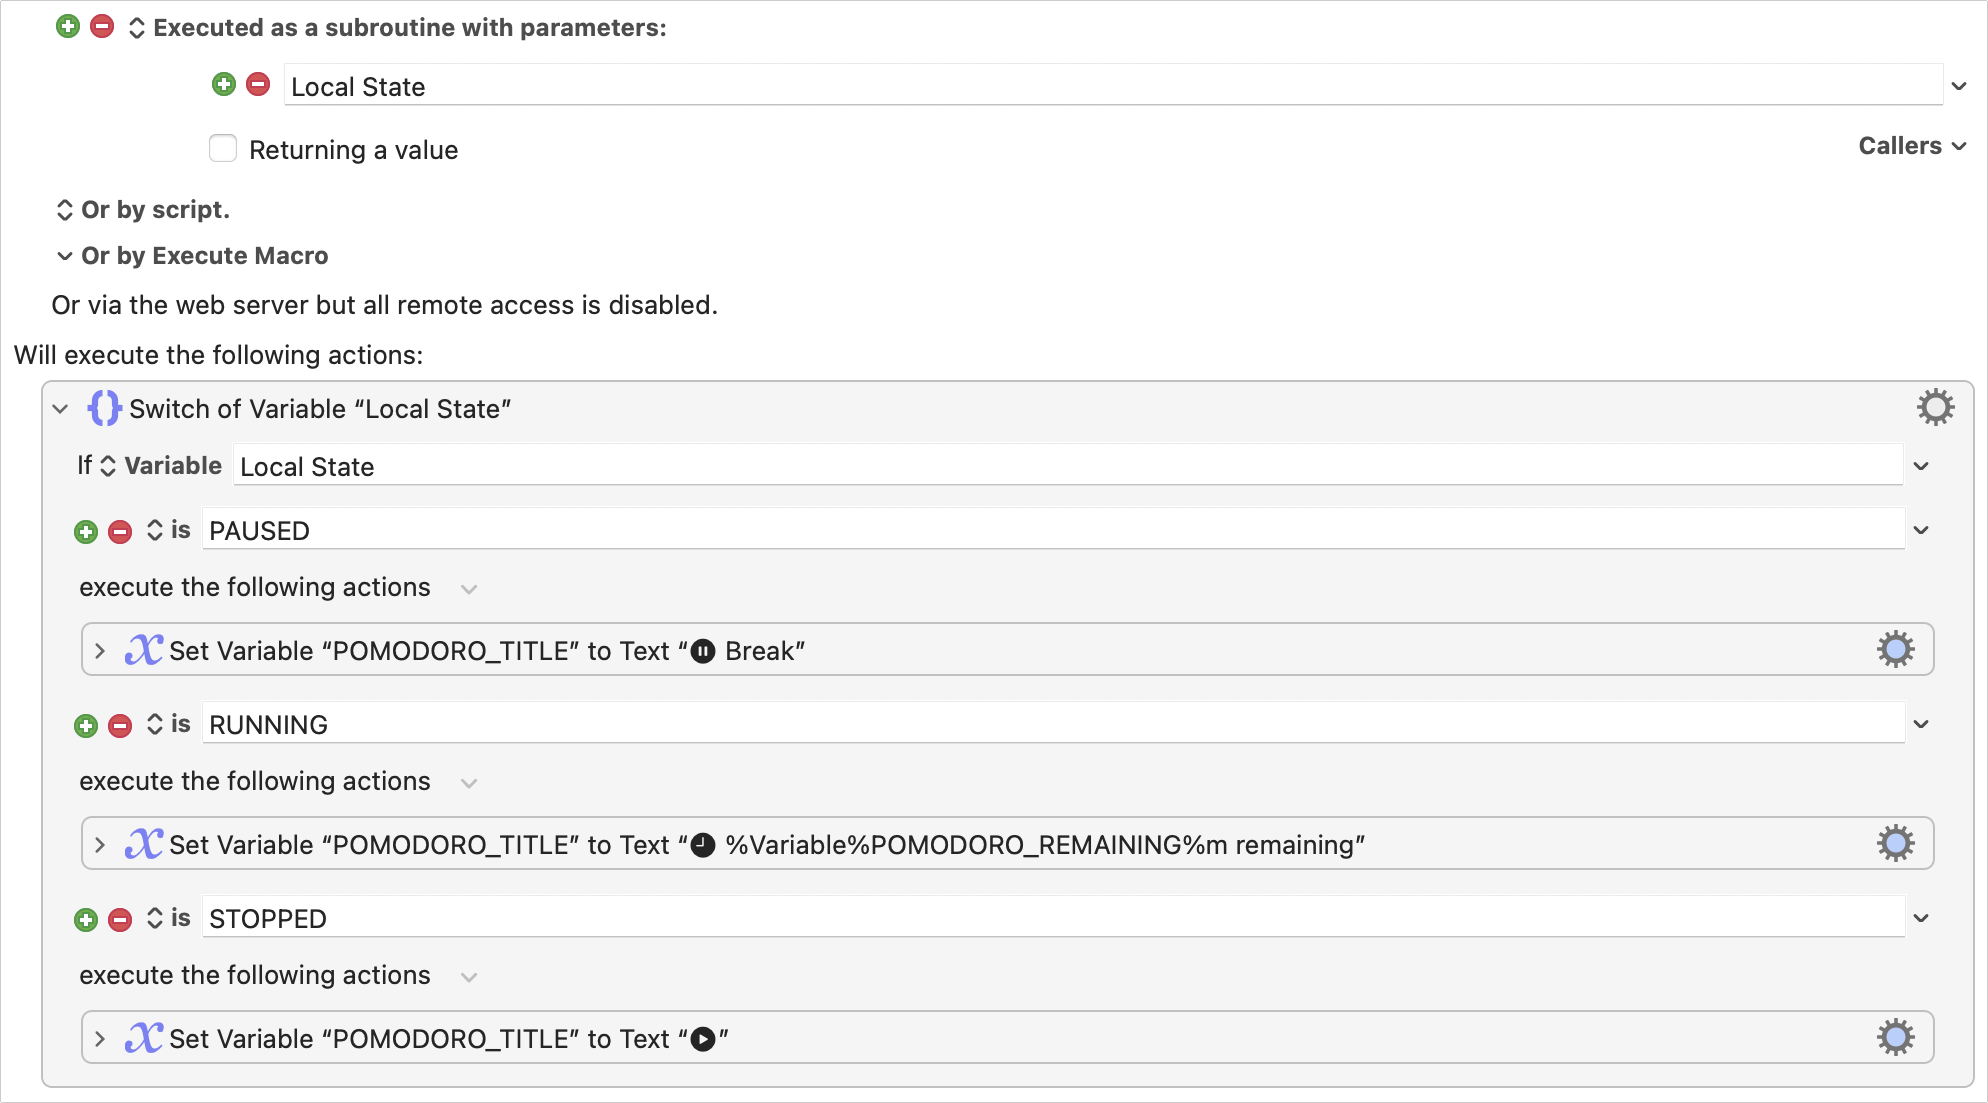 Executed as a subroutine with parameters:
Local State
Returning a value
Callers
Or by script.
Or by Execute Macro
Or via the web server but all remote access is disabled.
Will execute the following actions:
Switch of Variable “Local State”
If Variable Local State
is PAUSED
execute the following actions
Set Variable “POMODORO_TITLE” to Text “⏸ Break”
is RUNNING
execute the following actions
Set Variable “POMODORO_TITLE” to Text “🕘 %Variable%POMODORO_REMAINING%m remaining”
is STOPPED
execute the following actions
Set Variable “POMODORO_TITLE” to Text “▶”